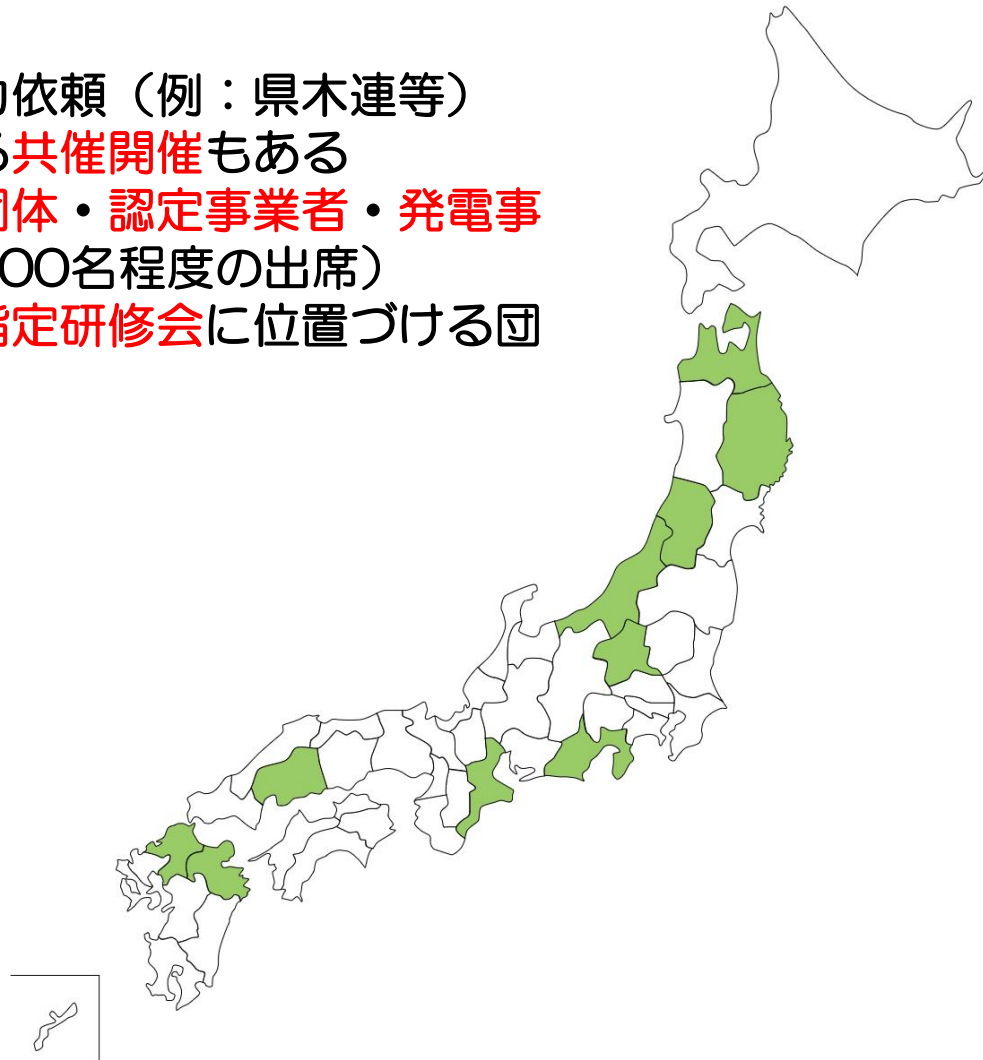 依頼（例：県木連等）
共催開催もある
団体・認定事業者・発電事
00名程度の出席）
指定研修会に位置づける団